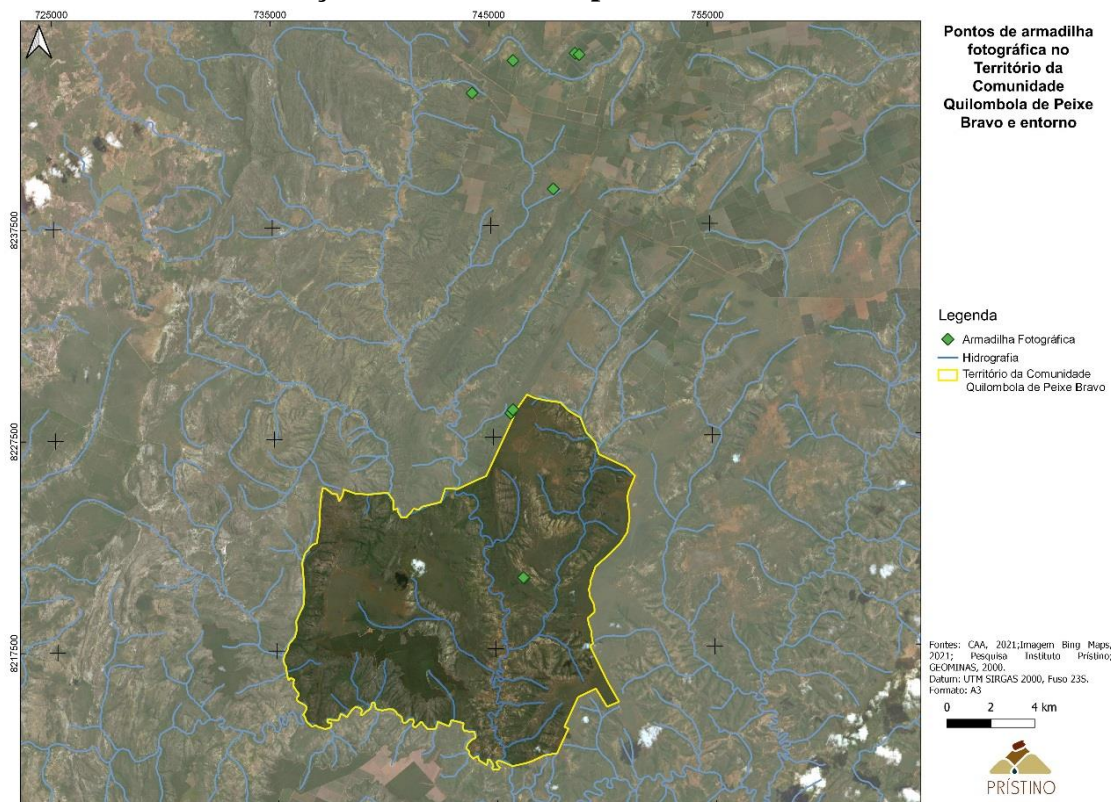 725000 735000 745000 755000
8237500
8227500
8217500
Pontos de armadilha
fotográfica no
Território da
Comunidade
Quilombola de Peixe
Bravo e entorno
Legenda
Armadilha Fotográfica
Hidrografia
Território da Comunidade
Quilombola de Peixe Bravo
Fontes: CAA, 2021;Imagem Bing Maps,
2021; Pesquisa Instituto Prístino;
GEOMINAS, 2000.
Datum: UTM SIRGAS 2000, Fuso 23S.
Formato: A3
0 2 4 km
PRÍSTINO